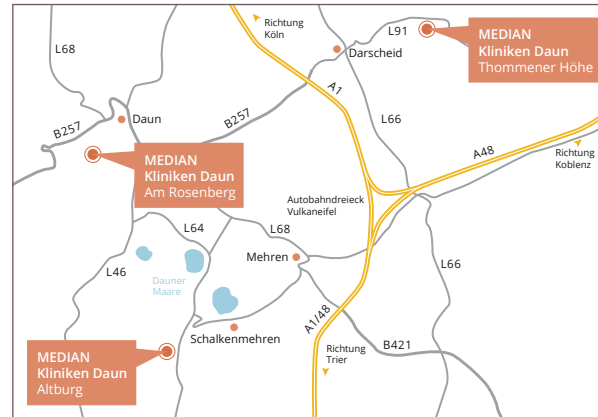 Richtung
Köln
L91
MEDIAN
Kliniken Daun
Thommener Höhe
L68
Darscheid
A1
Daun
B257
B257
L66
A48
MEDIAN
Kliniken Daun
Am Rosenberg
Richtung
Koblenz
Autobahndreieck
Vulkaneifel
L64
L68
Mehren
L46
Dauner
Maare
L66
A1/48
Schalkenmehren
B421
MEDIAN
Kliniken Daun
Altburg
Richtung
Trier